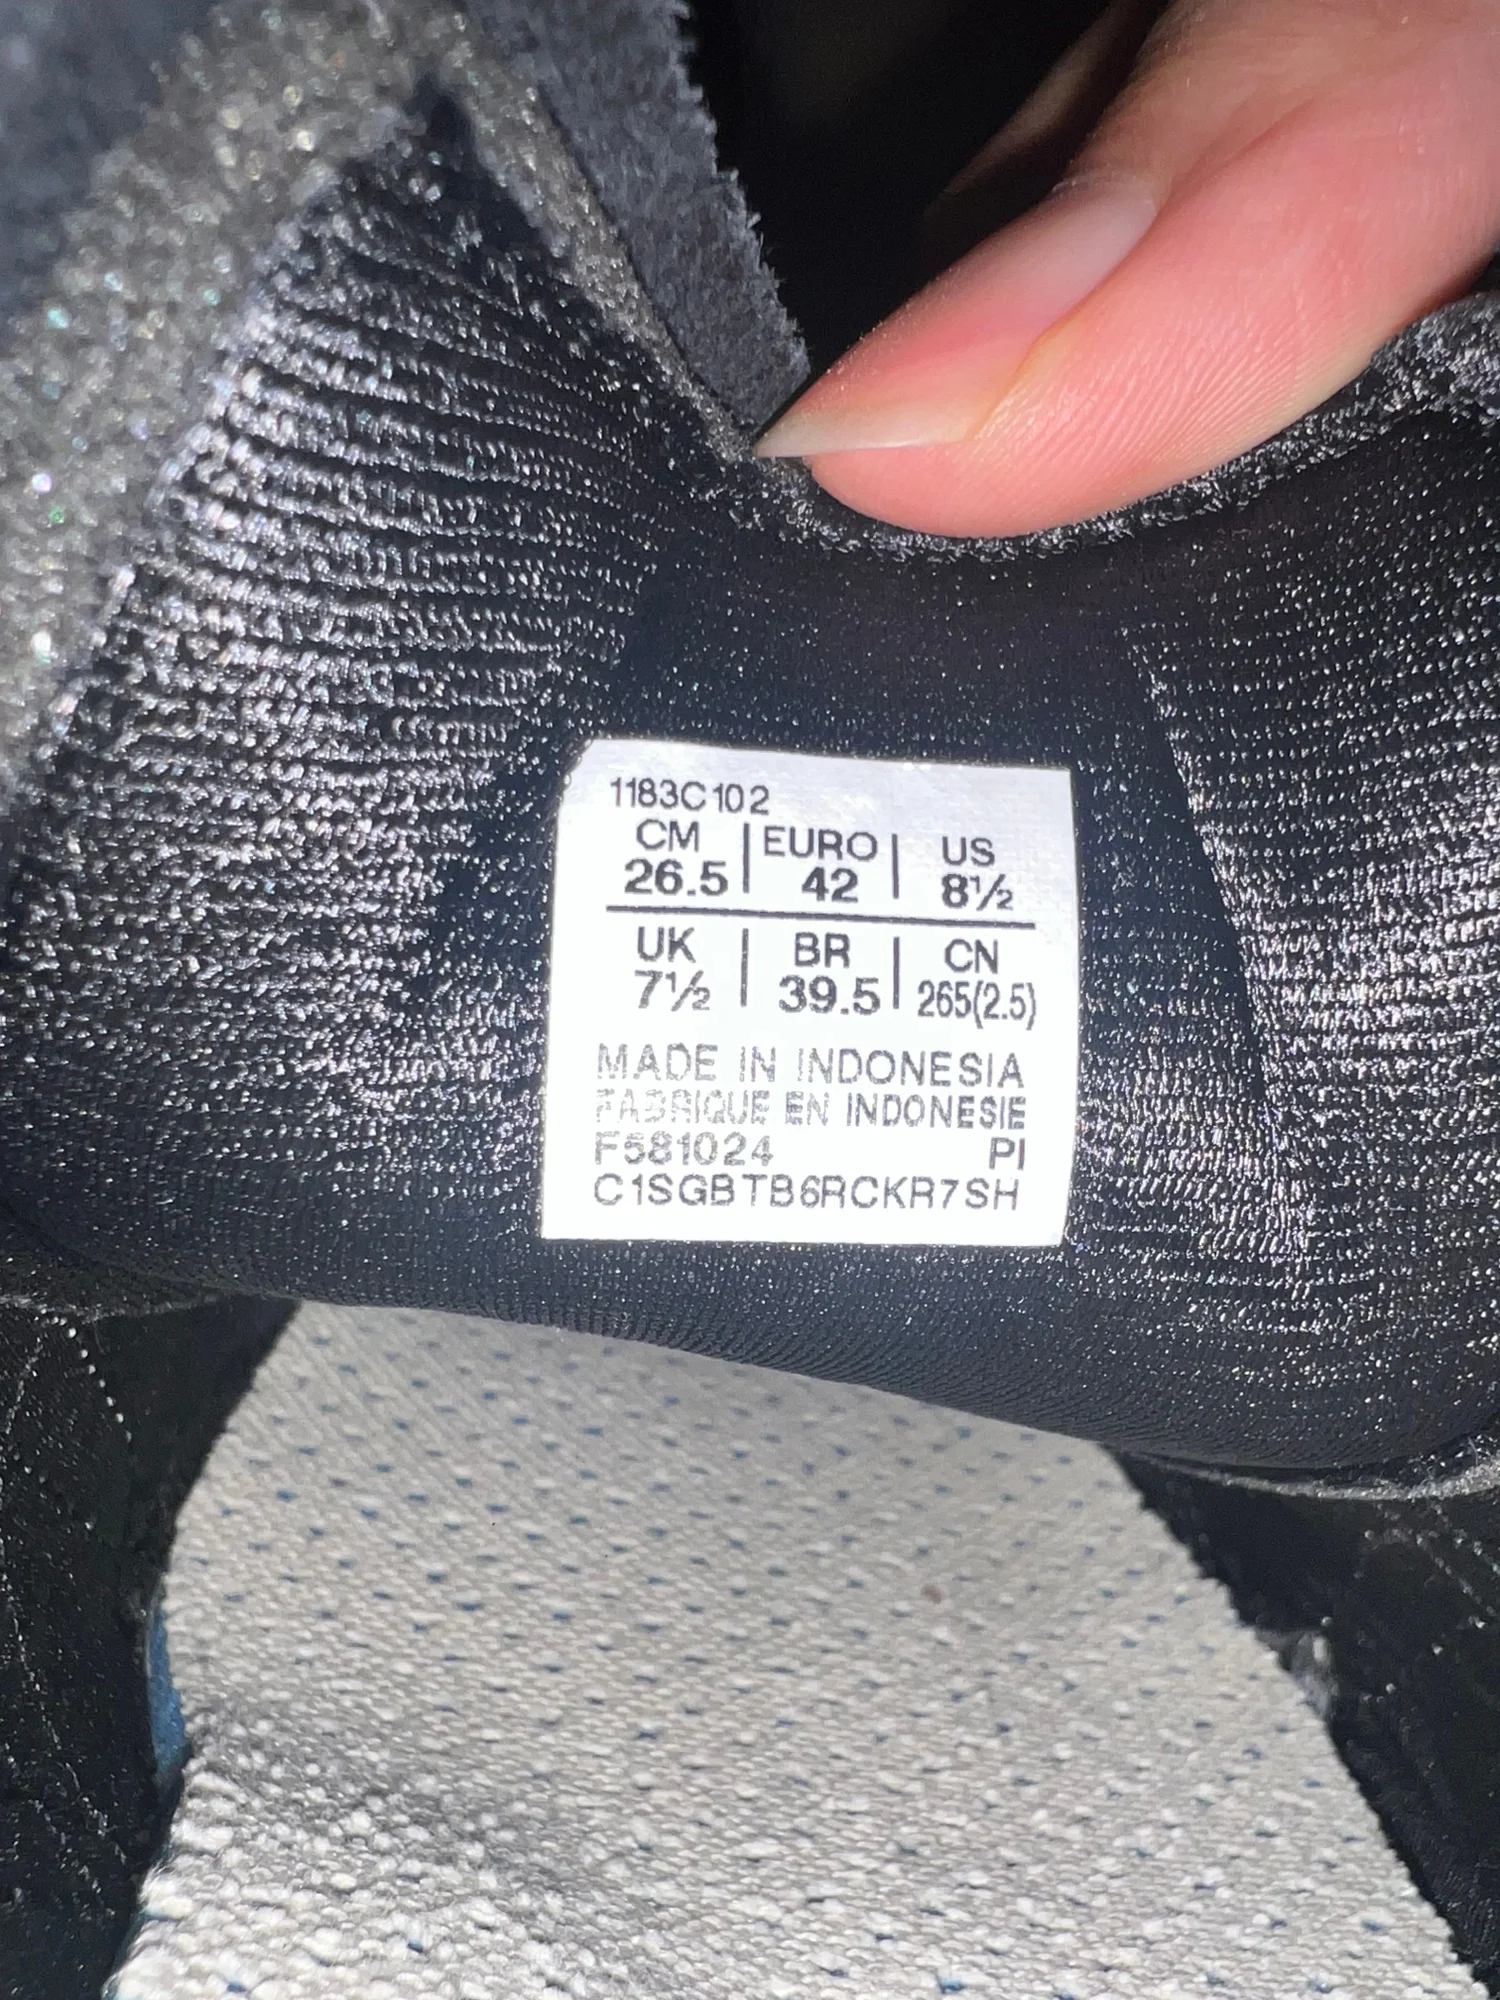 1183C102
CM | EURO | US
26.5 | 42 | 8½
UK | BR | CN
7½ | 39.5 | 265(2.5)
MADE IN INDONESIA
FABRIQUE EN INDONESIE
F581024 PI
C1SGBTB6RCKR7SH